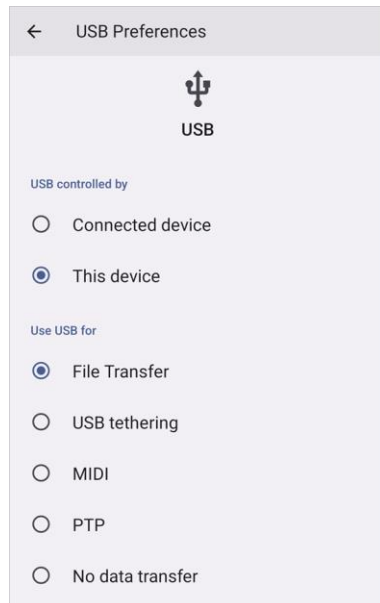 USB Preferences
USB
USB controlled by
Connected device
This device
Use USB for
File Transfer
USB tethering
MIDI
PTP
No data transfer